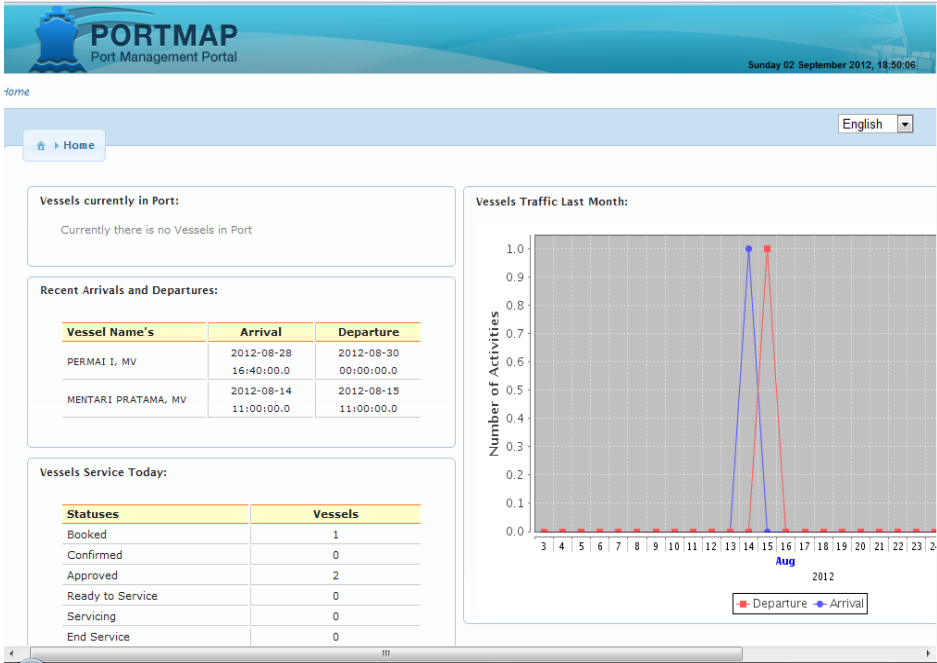 PORTMAP
Port Management Portal
Sunday 02 September 2012, 18:50:06
Home
English
Home
Vessels currently in Port:
Currently there is no Vessels in Port
Recent Arrivals and Departures:
Vessel Name's Arrival Departure
PERMAI I, MV 2012-08-28 16:40:00.0 2012-08-30 00:00:00.0
MENTARI PRATAMA, MV 2012-08-14 11:00:00.0 2012-08-15 11:00:00.0
Vessels Service Today:
Statuses Vessels
Booked 1
Confirmed 0
Approved 2
Ready to Service 0
Servicing 0
End Service 0
Vessels Traffic Last Month:
Number of Activities
1.0
0.9
0.8
0.7
0.6
0.5
0.4
0.3
0.2
0.1
0.0
3 4 5 6 7 8 9 10 11 12 13 14 15 16 17 18 19 20 21 22 23
Aug
2012
Departure Arrival